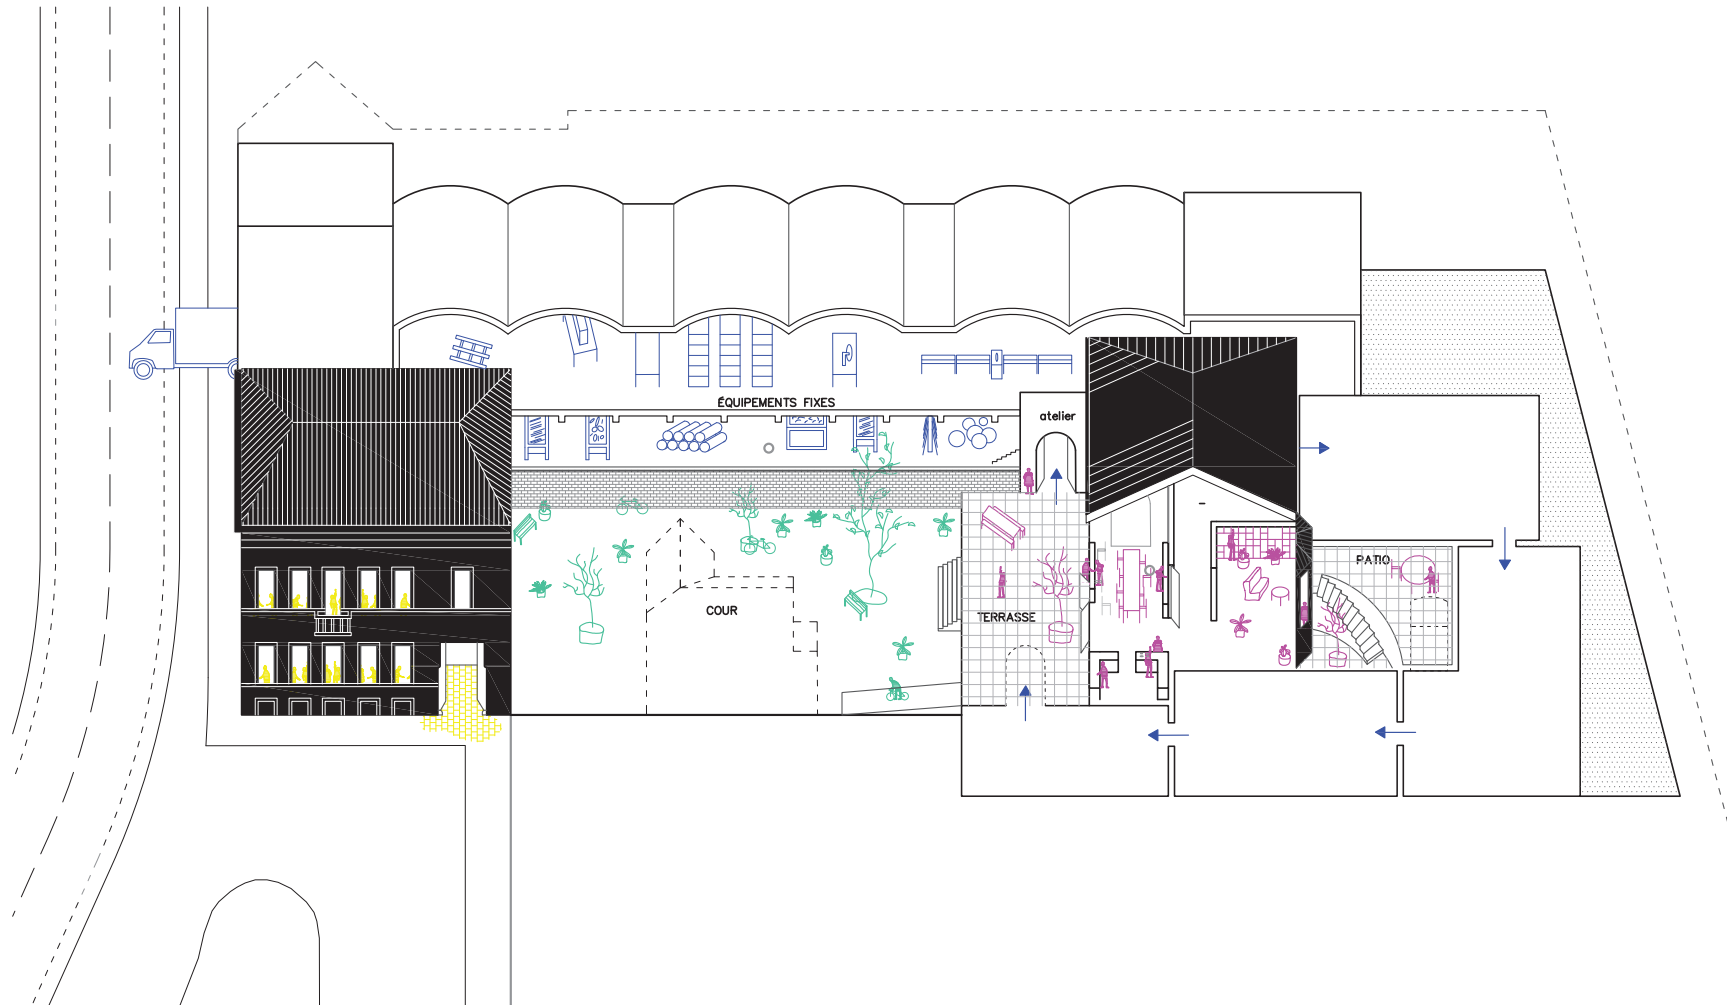 ÉQUIPEMENTS FIXES
atelier
PATIO
COUR
TERRASSE